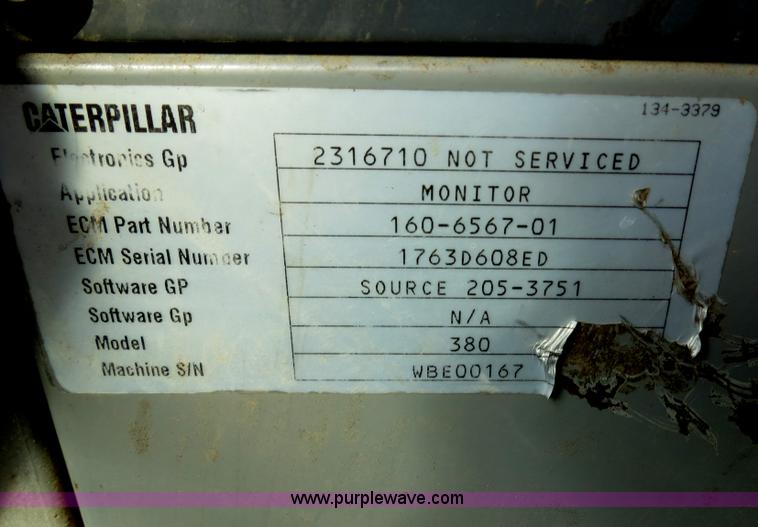 CATERPILLAR
134-3379
Electronics Gp 2316710 NOT SERVICED
Application MONITOR
ECM Part Number 160-6567-01
ECM Serial Number 1763D608ED
Software GP SOURCE 205-3751
Software Gp N/A
Model 380
Machine S/N WBE00167
www.purplewave.com